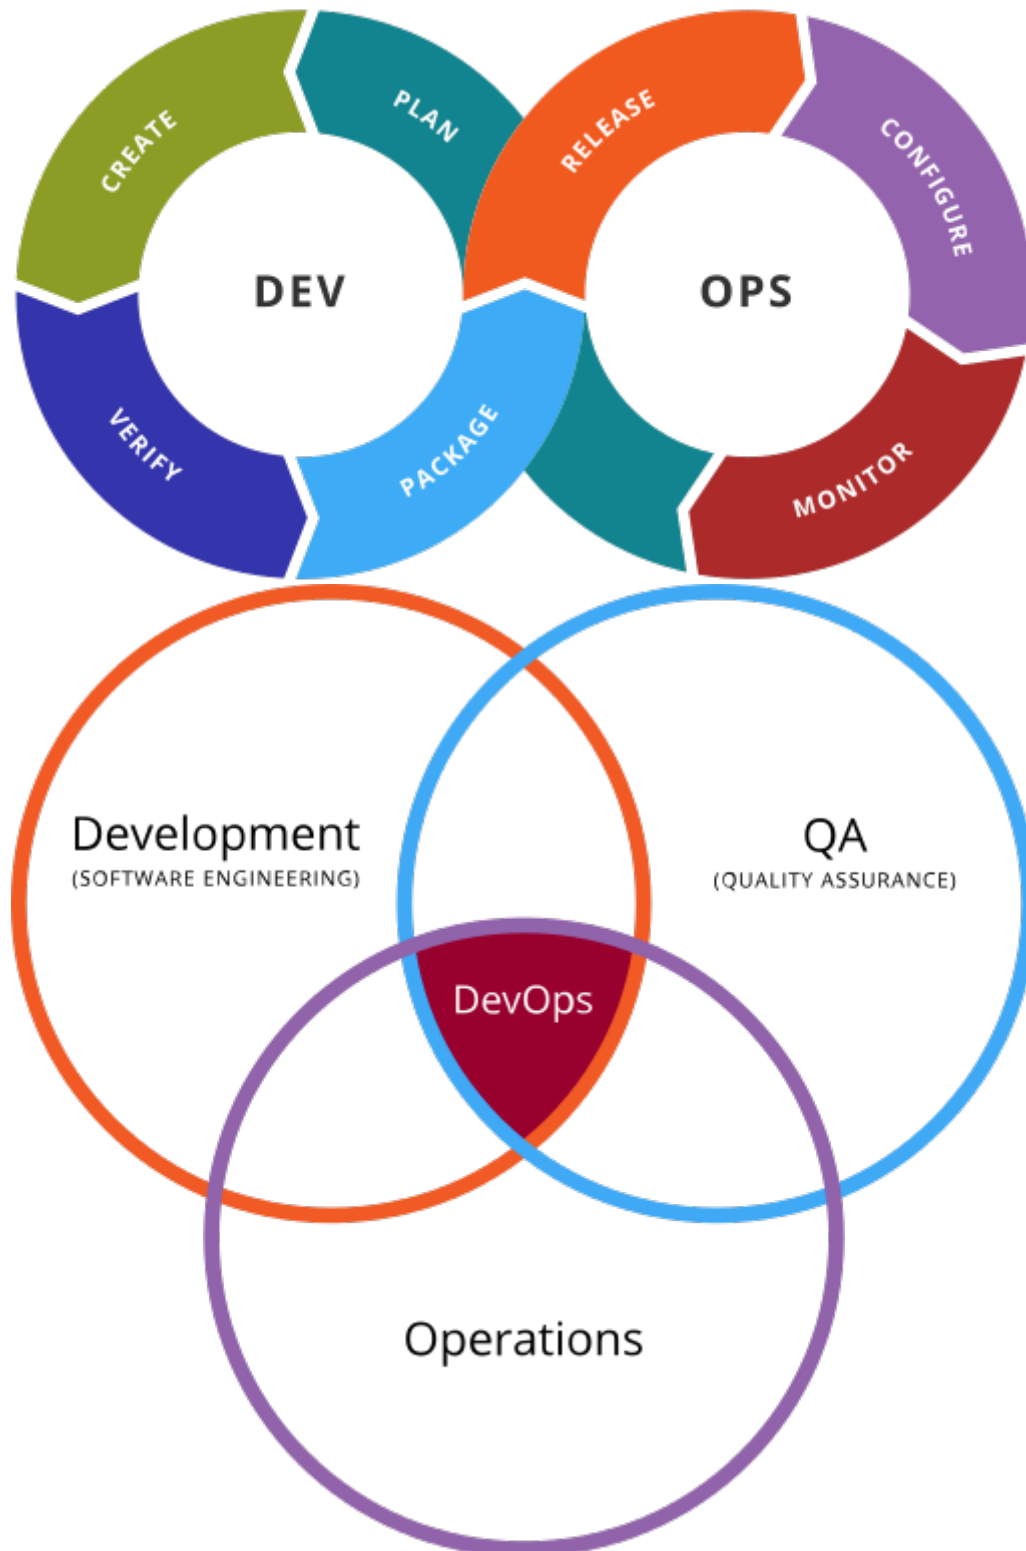 CREATE
PLAN
RELEASE
CONFIGURE
DEV
OPS
VERIFY
PACKAGE
MONITOR
Development
(SOFTWARE ENGINEERING)
QA
(QUALITY ASSURANCE)
DevOps
Operations